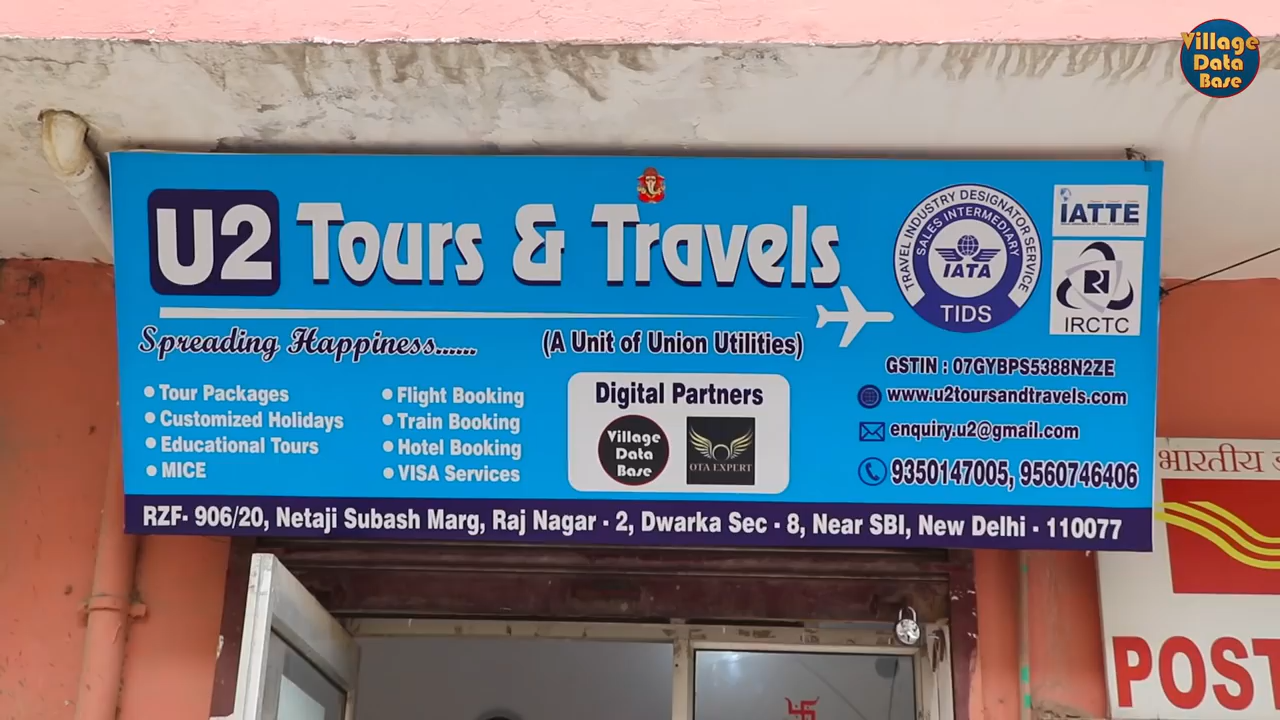 Village
Data
Base
U2 Tours & Travels
Spreading Happiness......
(A Unit of Union Utilities)
• Tour Packages
• Customized Holidays
• Educational Tours
• MICE
• Flight Booking
• Train Booking
• Hotel Booking
• VISA Services
Digital Partners
Village
Data
Base
OTA EXPERT
TRAVEL INDUSTRY DESIGNATOR SERVICE
SALES INTERMEDIARY
IATA
TIDS
IATTE
IRCTC
GSTIN : 07GYBPS5388N2ZE
www.u2toursandtravels.com
enquiry.u2@gmail.com
9350147005, 9560746406
RZF- 906/20, Netaji Subash Marg, Raj Nagar - 2, Dwarka Sec - 8, Near SBI, New Delhi - 110077
भारतीय
POST